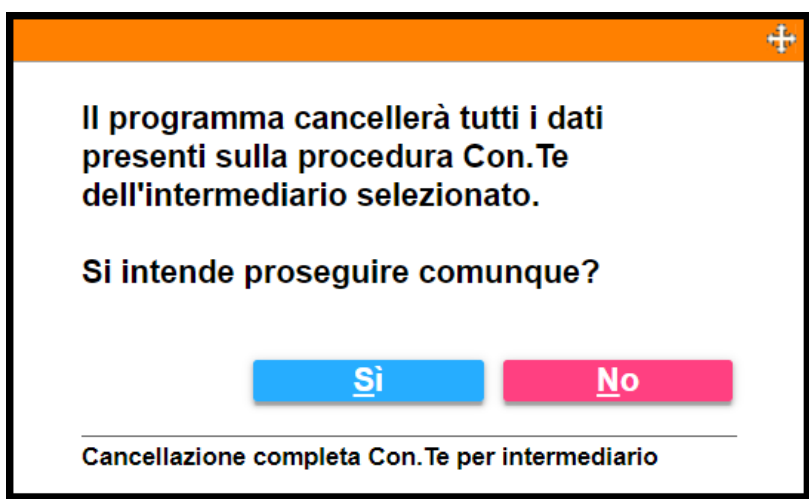 Il programma cancellerà tutti i dati
presenti sulla procedura Con.Te
dell'intermediario selezionato.
Si intende proseguire comunque?
Sì
No
Cancellazione completa Con.Te per intermediario